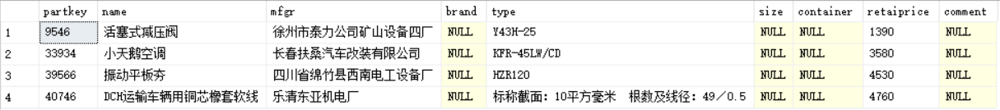 partkey name mfgr brand type size container retaiprice comment
1 9546 活塞式减压阀 徐州市泰力公司矿山设备四厂 NULL Y43H-25 NULL NULL 1390 NULL
2 33934 小天鹅空调 长春扶桑汽车改装有限公司 NULL KFR-45LW/CD NULL NULL 3580 NULL
3 39566 振动平板夯 四川省绵竹县西南电工设备厂 NULL HZR120 NULL NULL 4530 NULL
4 40746 DCH运输车辆用铜芯橡套软线 乐清东亚机电厂 NULL 标称截面：10平方毫米 根数及线径：49／0.5 NULL NULL 4760 NULL